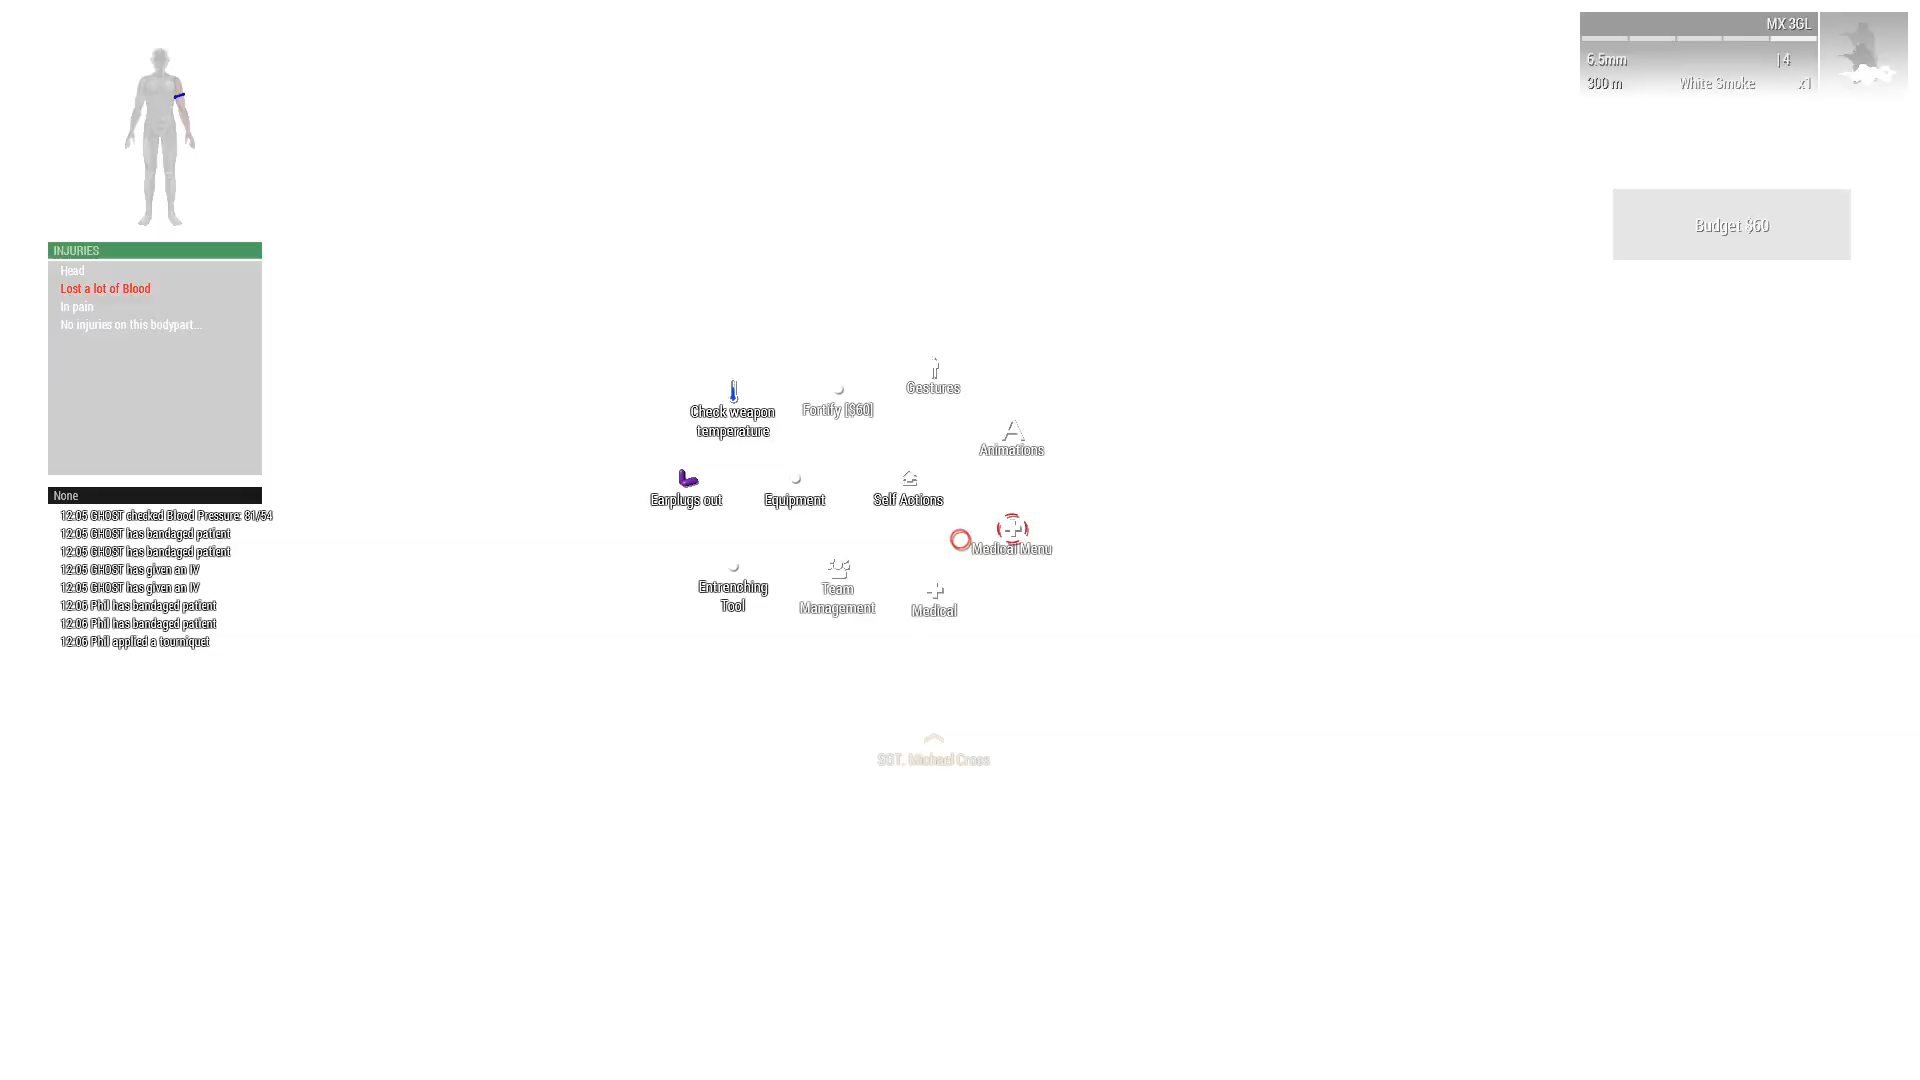 MX 3GL
6.5mm | 4
300 m White Smoke x1
Budget $60
INJURIES
Head
Lost a lot of Blood
In pain
No injuries on this bodypart...
None
12:05 GHOST checked Blood Pressure: 81/54
12:05 GHOST has bandaged patient
12:05 GHOST has bandaged patient
12:05 GHOST has given an IV
12:05 GHOST has given an IV
12:06 Phil has bandaged patient
12:06 Phil has bandaged patient
12:06 Phil applied a tourniquet
Gestures
Check weapon
temperature
Fortify [$60]
Animations
Earplugs out
Equipment
Self Actions
Medical Menu
Entrenching
Tool
Team
Management
Medical
SGT. Michael Cross